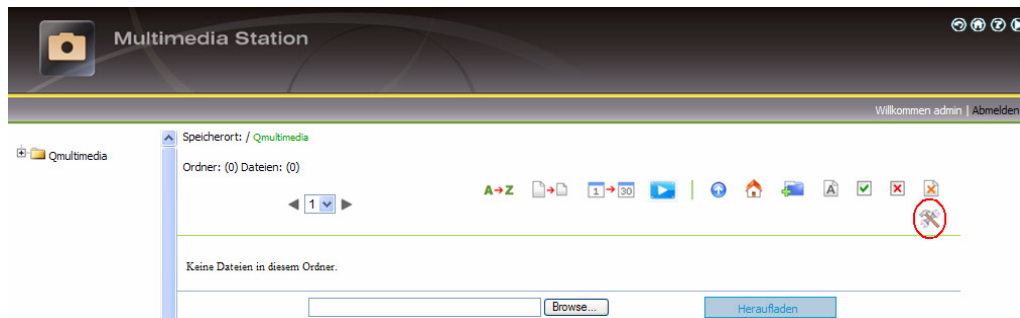 Multimedia Station
Willkommen admin | Abmelden
Qmultimedia
Speicherort: / Qmultimedia
Ordner: (0) Dateien: (0)
1
A→Z
1→30
A
Keine Dateien in diesem Ordner.
Browse...
Heraufladen